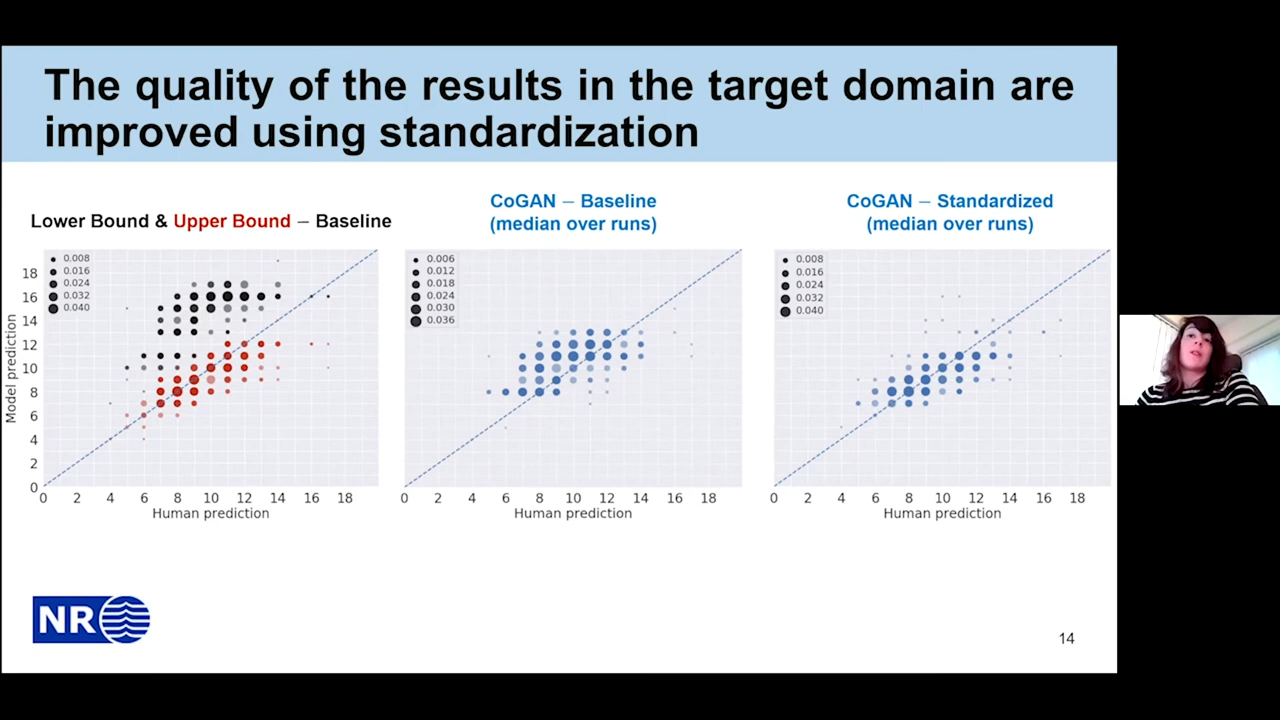 The quality of the results in the target domain are
improved using standardization
Lower Bound & Upper Bound – Baseline
CoGAN – Baseline
(median over runs)
CoGAN – Standardized
(median over runs)
0.008
0.016
0.024
0.032
0.040
18
16
14
12
10
8
6
4
2
0
Model prediction
0 2 4 6 8 10 12 14 16 18
Human prediction
0.006
0.012
0.018
0.024
0.030
0.036
0 2 4 6 8 10 12 14 16 18
Human prediction
0.008
0.016
0.024
0.032
0.040
0 2 4 6 8 10 12 14 16 18
Human prediction
NR
14